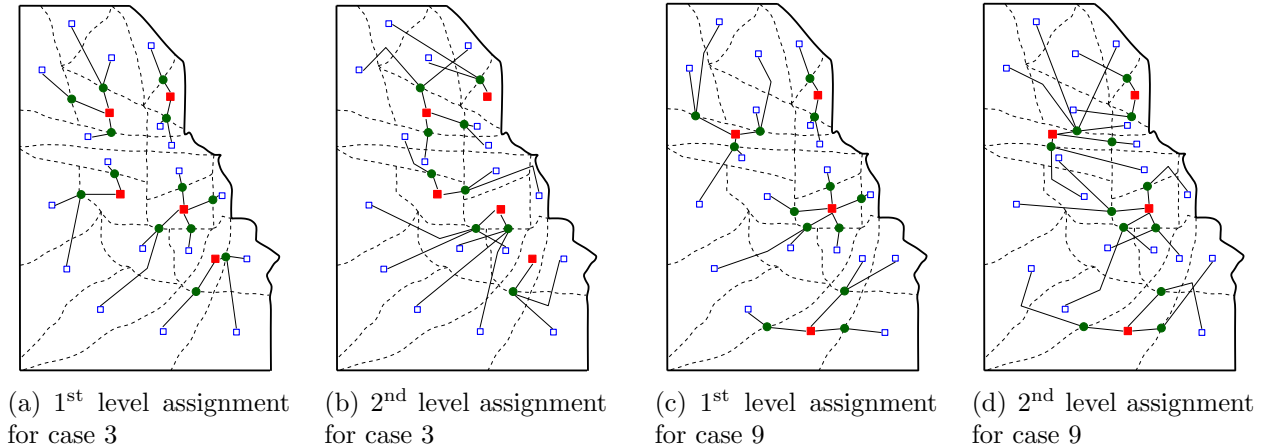 (a) 1st level assignment for case 3
(b) 2nd level assignment for case 3
(c) 1st level assignment for case 9
(d) 2nd level assignment for case 9